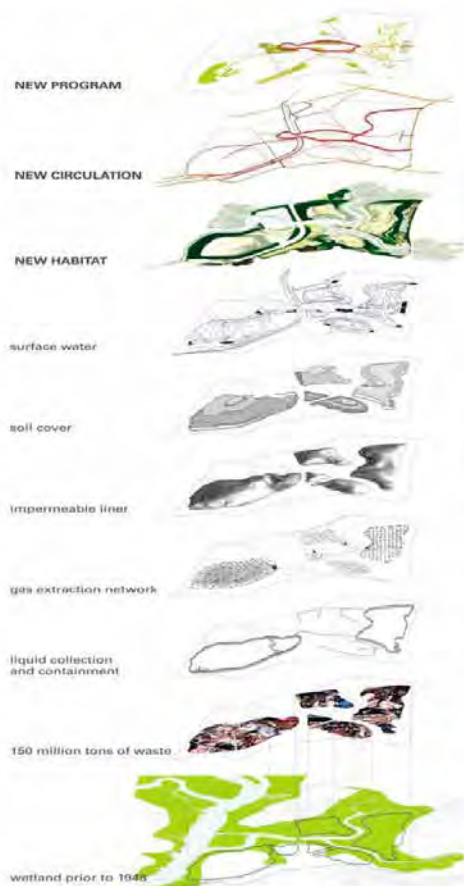 NEW PROGRAM
NEW CIRCULATION
NEW HABITAT
surface water
soil cover
impermeable liner
gas extraction network
liquid collection
and containment
150 million tons of waste
wetland prior to 1948